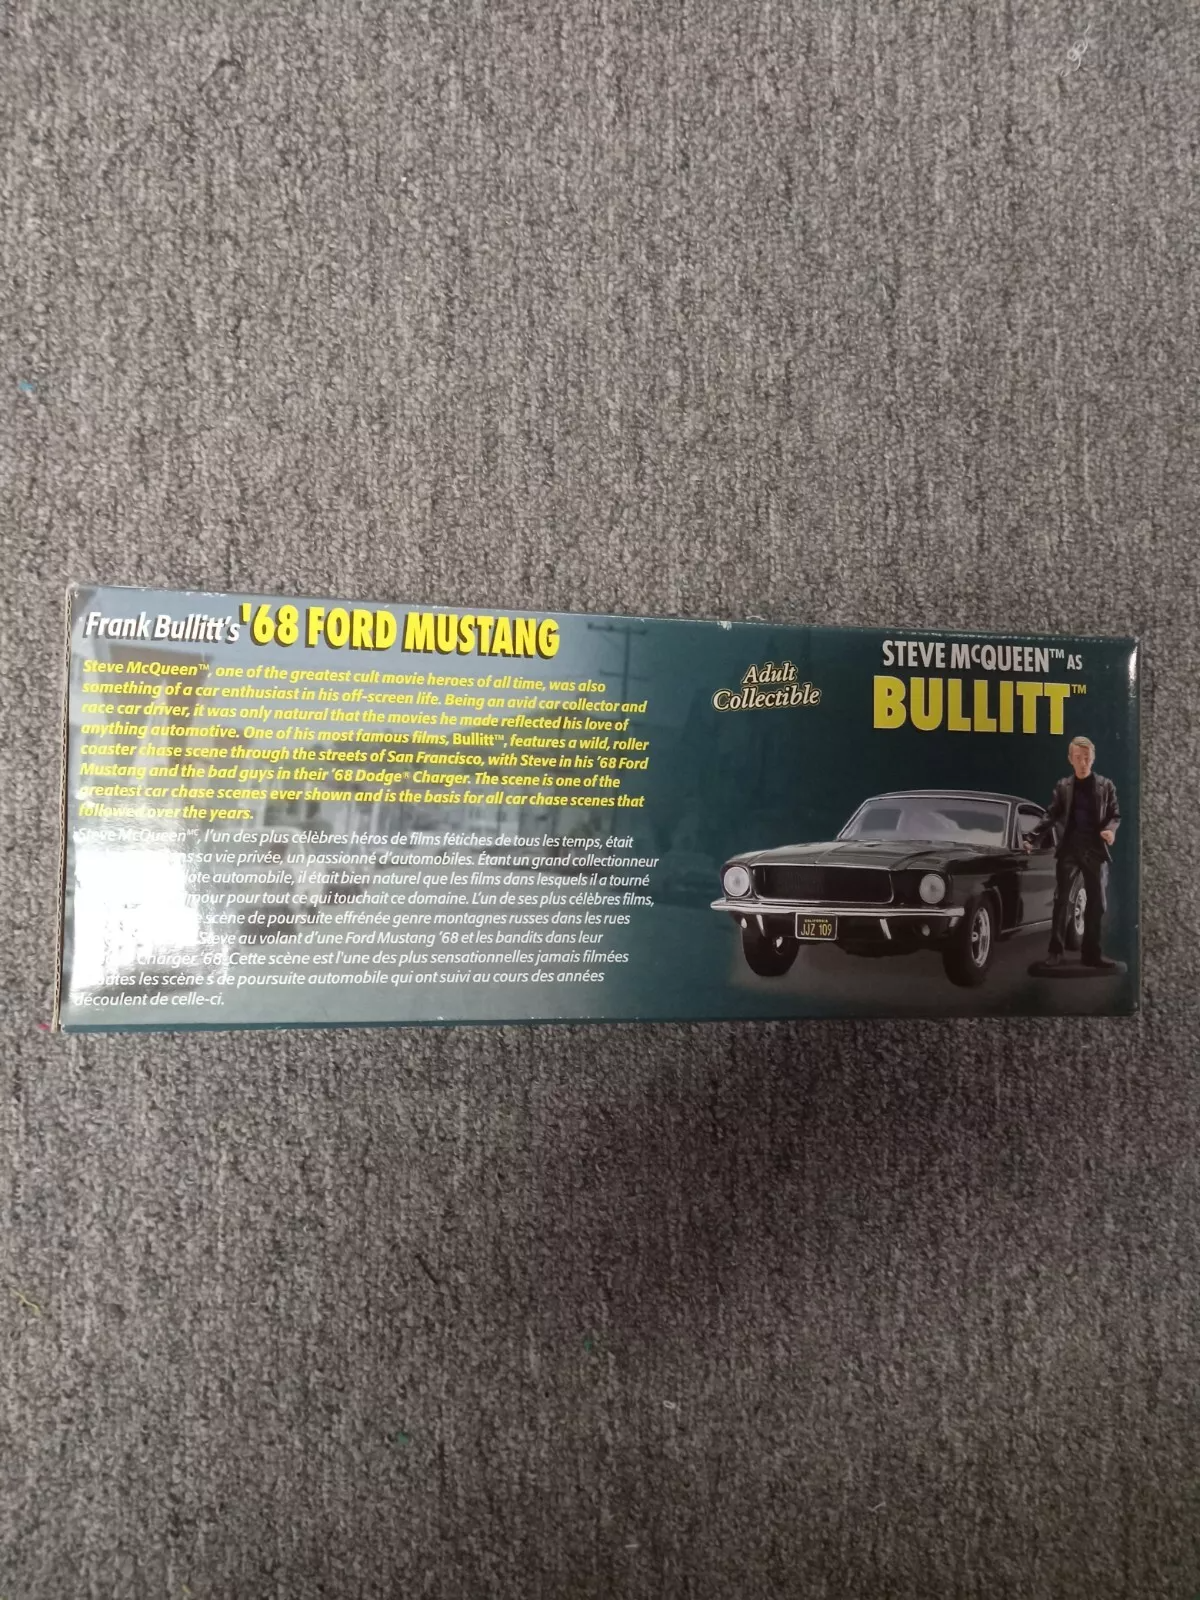 Frank Bullitt's '68 FORD MUSTANG
Steve McQueen™, one of the greatest cult movie heroes of all time, was also
something of a car enthusiast in his off-screen life. Being an avid car collector and
race car driver, it was only natural that the movies he made reflected his love of
anything automotive. One of his most famous films, Bullitt™, features a wild, roller
coaster chase scene through the streets of San Francisco, with Steve in his '68 Ford
Mustang and the bad guys in their '68 Dodge® Charger. The scene is one of the
greatest car chase scenes ever shown and is the basis for all car chase scenes that
followed over the years.
Steve McQueen MC, l'un des plus célèbres héros de films fétiches de tous les temps, était
sa vie privée, un passionné d'automobiles. Étant un grand collectionneur
automobile, il était bien naturel que les films dans lesquels il a tourné
pour tout ce qui touchait ce domaine. L'un de ses plus célèbres films,
scène de poursuite effrénée genre montagnes russes dans les rues
Steve au volant d'une Ford Mustang '68 et les bandits dans leur
Charger '68. Cette scène est l'une des plus sensationnelles jamais filmées
les scène s de poursuite automobile qui ont suivi au cours des années
découlent de celle-ci.
Adult
Collectible
STEVE MCQUEEN™ AS
BULLITT™
CALIFORNIA
JJZ 109